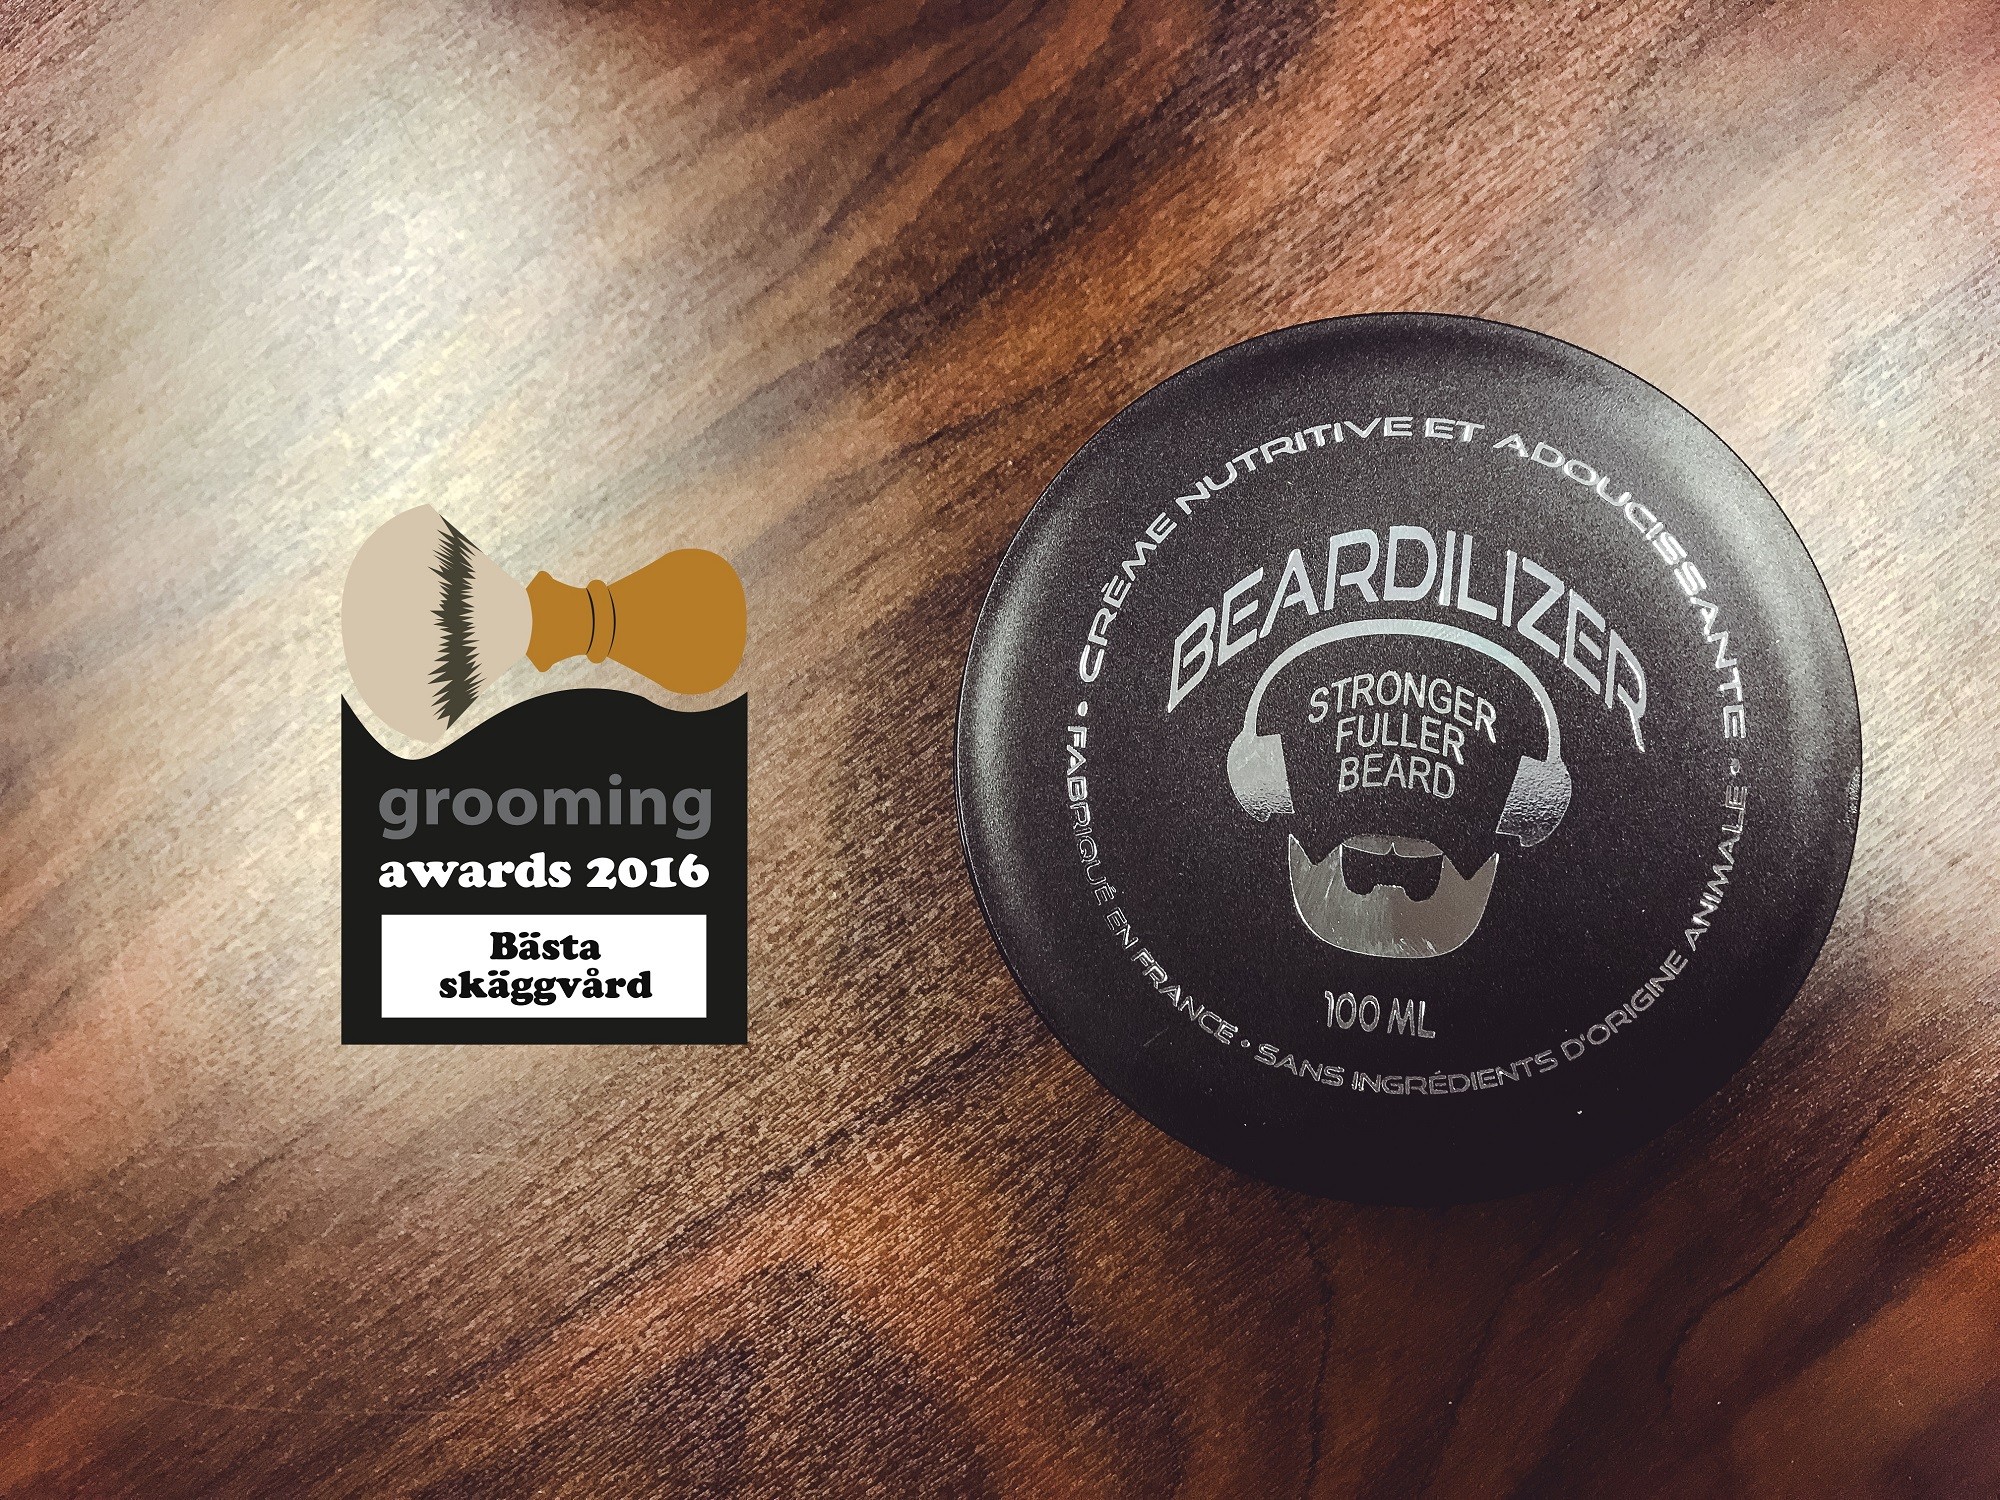 grooming
awards 2016
Bästa
skäggvård
CRÈME NUTRITIVE ET ADOUCISSANTE •
BEARDILIZER
STRONGER
FULLER
BEARD
100 ML
FABRIQUÉ EN FRANCE • SANS INGRÉDIENTS D'ORIGINE ANIMALE •